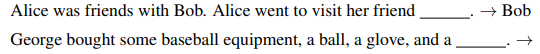 Alice was friends with Bob. Alice went to visit her friend ______. → Bob
George bought some baseball equipment, a ball, a glove, and a ______. →